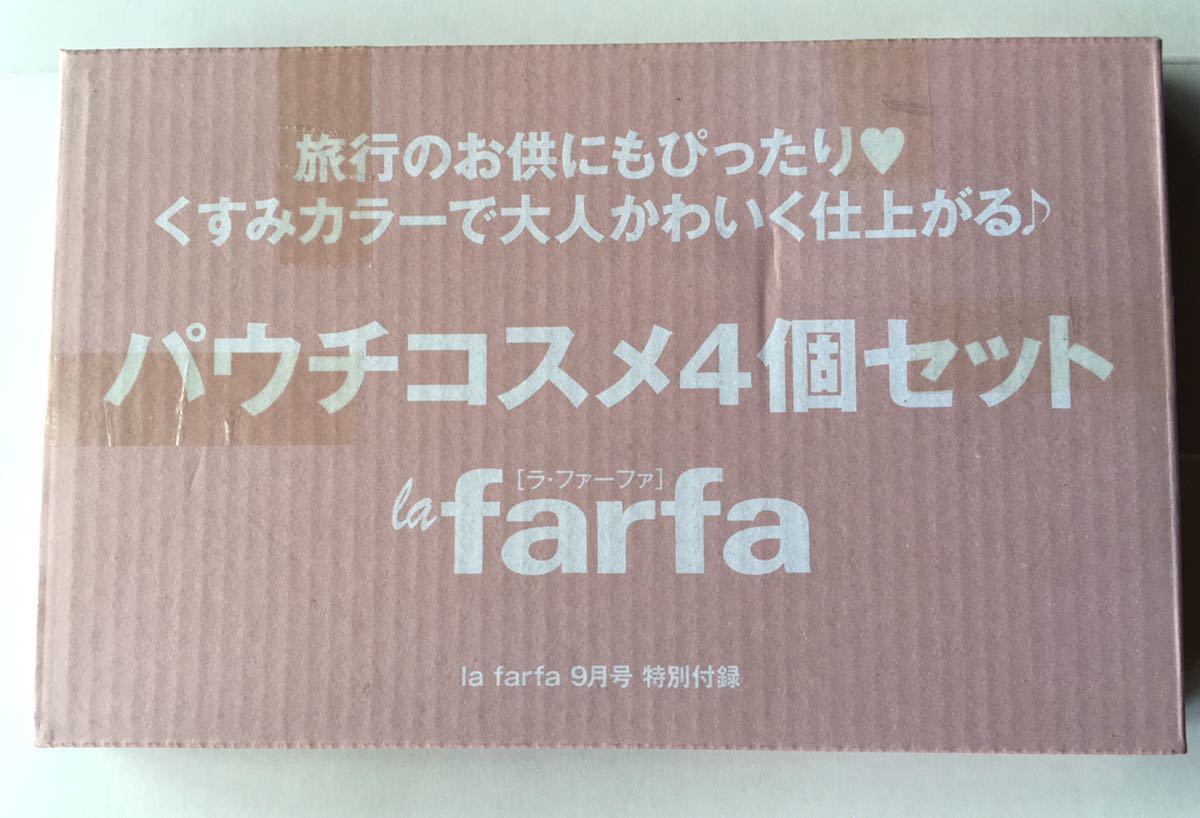 旅行のお供にもぴったり♥
くすみカラーで大人かわいく仕上がる♪
パウチコスメ4個セット
[ラ・ファーファ]
la farfa
la farfa 9月号 特別付録